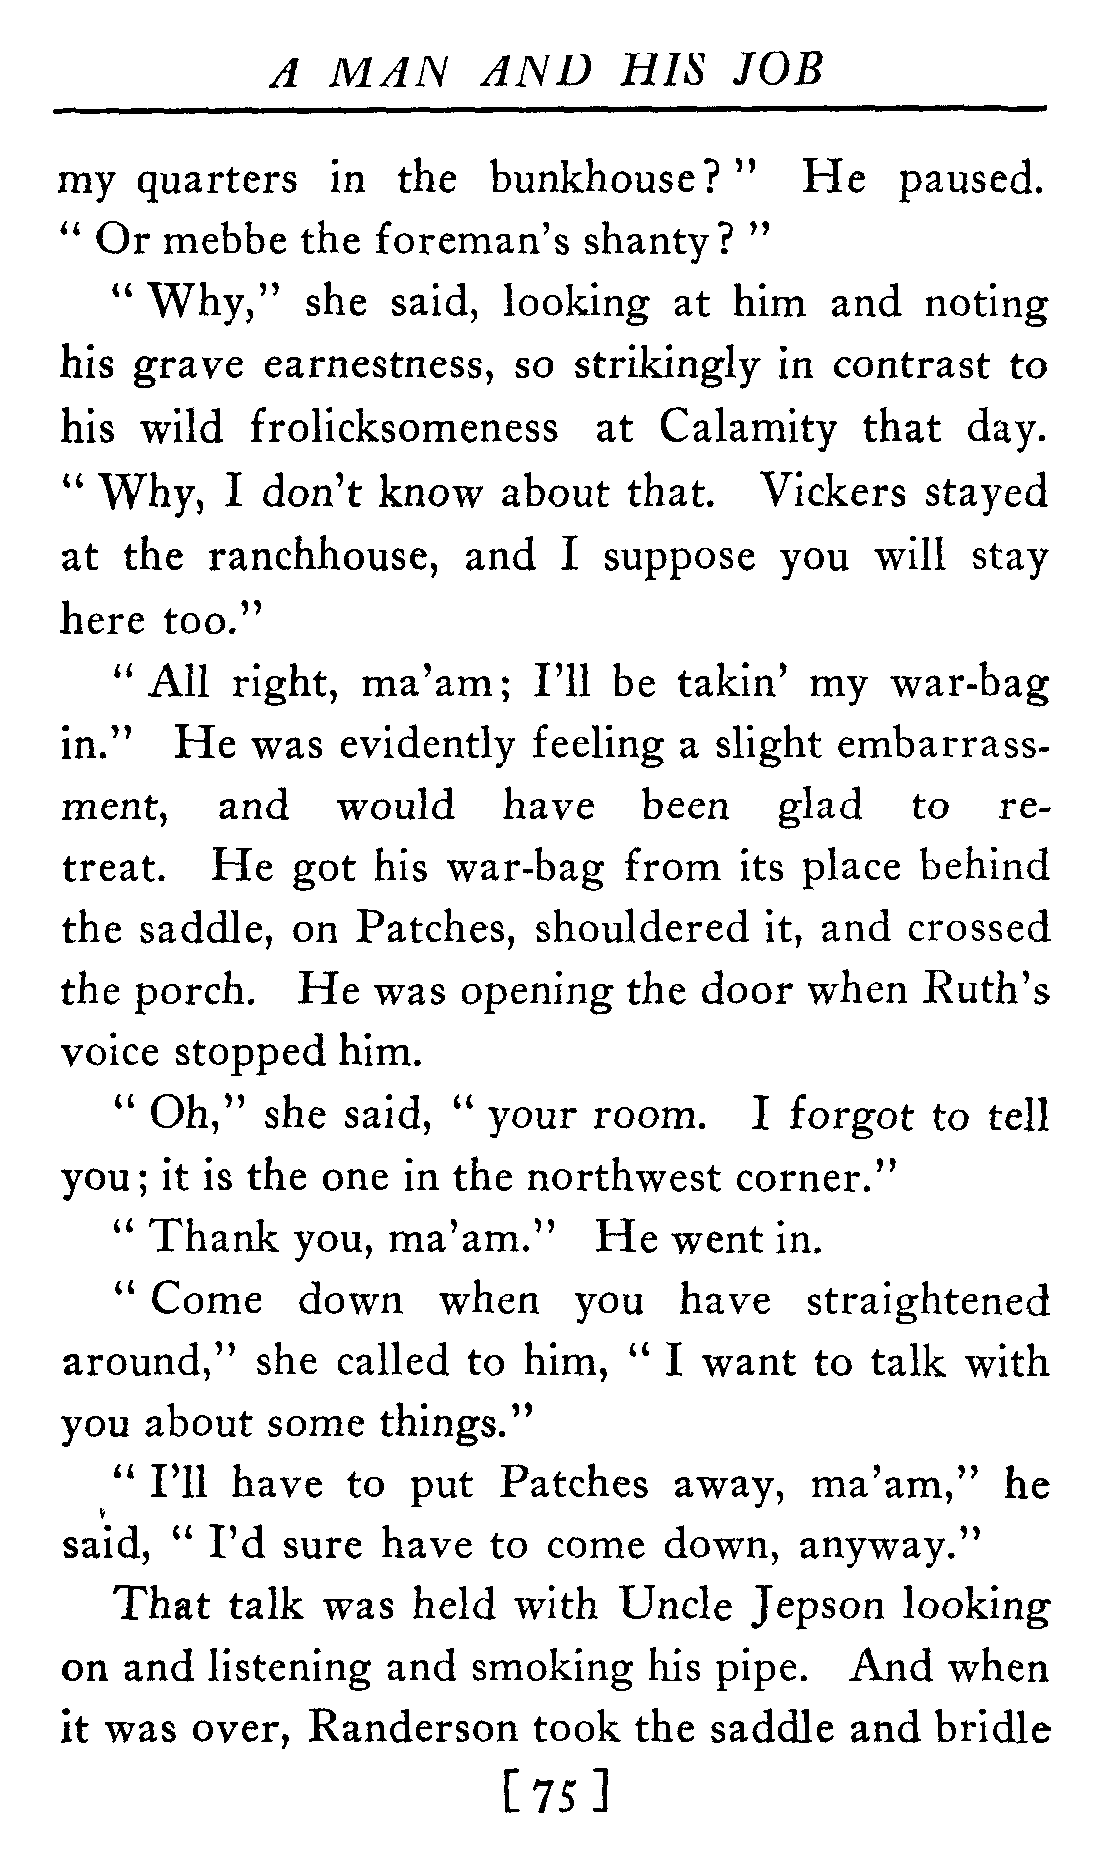 A MAN AND HIS JOB
my quarters in the bunkhouse?" He paused.
"Or mebbe the foreman's shanty?"
"Why," she said, looking at him and noting
his grave earnestness, so strikingly in contrast to
his wild frolicksomeness at Calamity that day.
"Why, I don't know about that. Vickers stayed
at the ranchhouse, and I suppose you will stay
here too."
"All right, ma'am; I'll be takin' my war-bag
in." He was evidently feeling a slight embarrass-
ment, and would have been glad to re-
treat. He got his war-bag from its place behind
the saddle, on Patches, shouldered it, and crossed
the porch. He was opening the door when Ruth's
voice stopped him.
"Oh," she said, "your room. I forgot to tell
you; it is the one in the northwest corner."
"Thank you, ma'am." He went in.
"Come down when you have straightened
around," she called to him, "I want to talk with
you about some things."
"I'll have to put Patches away, ma'am," he
said, "I'd sure have to come down, anyway."
That talk was held with Uncle Jepson looking
on and listening and smoking his pipe. And when
it was over, Randerson took the saddle and bridle
[75]